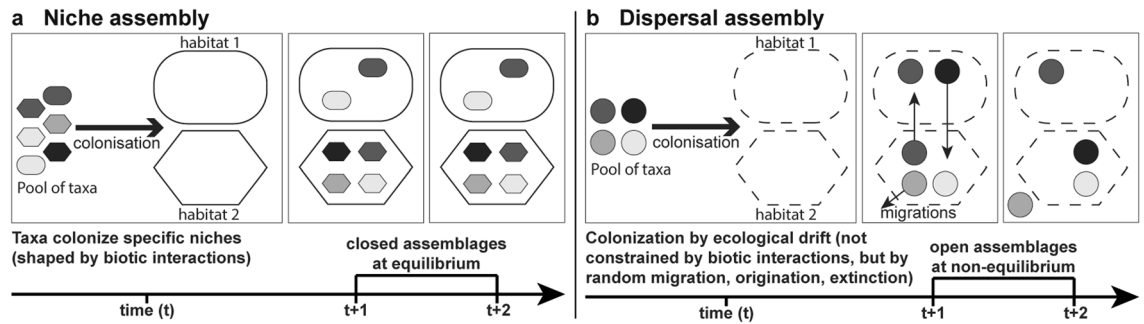 a Niche assembly
habitat 1
colonisation
Pool of taxa
habitat 2
Taxa colonize specific niches
(shaped by biotic interactions)
closed assemblages
at equilibrium
time (t)
t+1
t+2
b Dispersal assembly
habitat 1
colonisation
Pool of taxa
habitat 2
migrations
Colonization by ecological drift (not
constrained by biotic interactions, but by
random migration, origination, extinction)
open assemblages
at non-equilibrium
time (t)
t+1
t+2